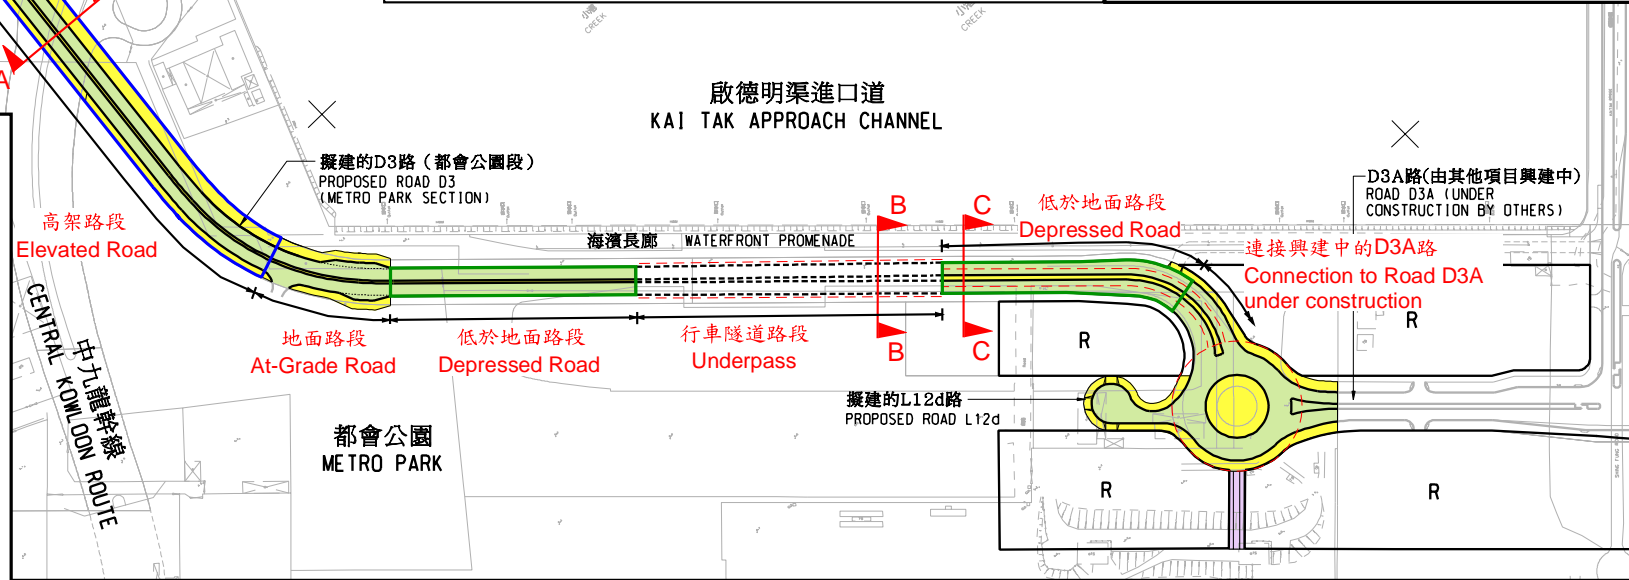 小艇
CREEK
CREEK
A
啟德明渠進口道
KAI TAK APPROACH CHANNEL
擬建的D3路（都會公園段）
PROPOSED ROAD D3
(METRO PARK SECTION)
D3A路(由其他項目興建中)
ROAD D3A (UNDER
CONSTRUCTION BY OTHERS)
高架路段
Elevated Road
海濱長廊 WATERFRONT PROMENADE
B
C
低於地面路段
Depressed Road
連接興建中的D3A路
Connection to Road D3A
under construction
地面路段
At-Grade Road
低於地面路段
Depressed Road
行車隧道路段
Underpass
B
C
R
R
擬建的L12d路
PROPOSED ROAD L12d
中九龍幹線
CENTRAL KOWLOON ROUTE
都會公園
METRO PARK
R
R